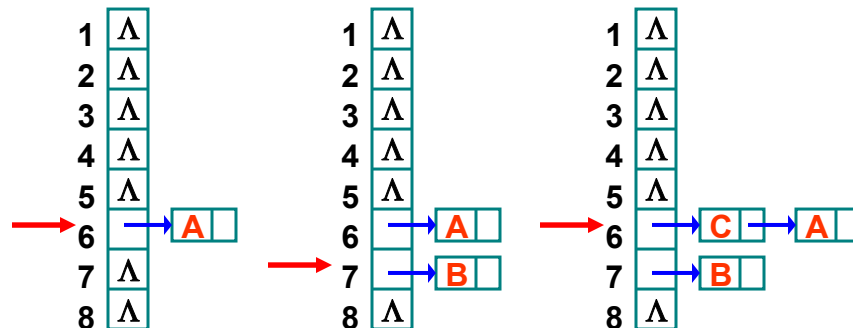 1 Λ 1 Λ 1 Λ
2 Λ 2 Λ 2 Λ
3 Λ 3 Λ 3 Λ
4 Λ 4 Λ 4 Λ
5 Λ 5 Λ 5 Λ
6 A 6 A 6 C A
7 Λ 7 B 7 B
8 Λ 8 Λ 8 Λ